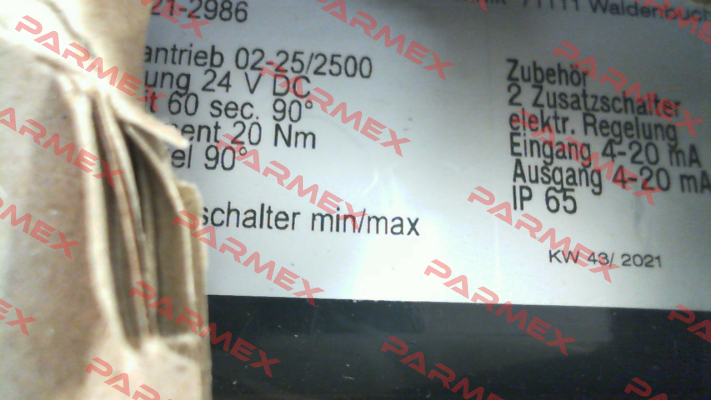 21-2986
71111 Waldenbuch
antrieb 02-25/2500
ung 24 V DC
it 60 sec. 90°
ent 20 Nm
el 90°
schalter min/max
Zubehör
2 Zusatzschalter
elektr. Regelung
Eingang 4-20 mA
Ausgang 4-20 mA
IP 65
KW 43/ 2021
PARMEX